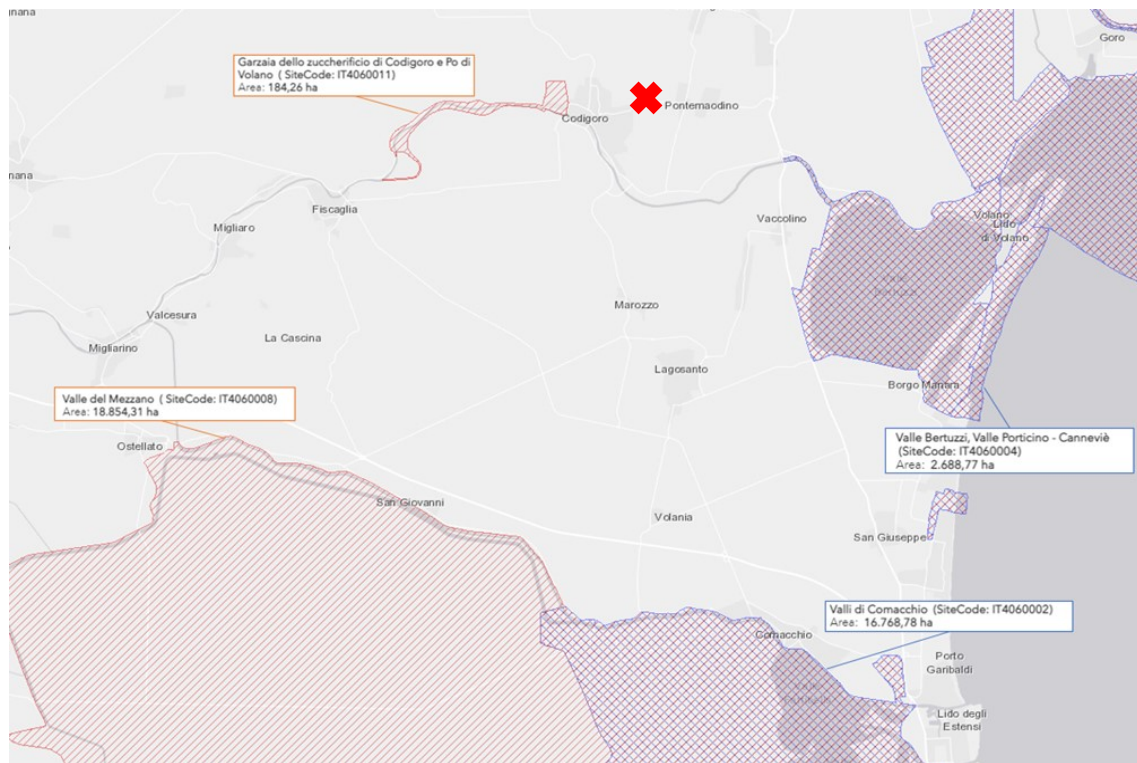 gnana
Goro
Garzaia dello zuccherificio di Codigoro e Po di
Volano ( SiteCode: IT4060011)
Area: 184,26 ha
Pontemaodino
Codigoro
nana
Fiscaglia
Vaccolino
Volano
Lido
di Volano
Migliaro
Marozzo
Valcesura
La Cascina
Migliarino
Lagosanto
Borgo Manara
Valle del Mezzano ( SiteCode: IT4060008)
Area: 18.854,31 ha
Ostellato
Valle Bertuzzi, Valle Porticino - Canneviè
(SiteCode: IT4060004)
Area: 2.688,77 ha
San Giovanni
Volania
San Giuseppe
Valli di Comacchio (SiteCode: IT4060002)
Area: 16.768,78 ha
Comacchio
Porto
Garibaldi
Lido degli
Estensi